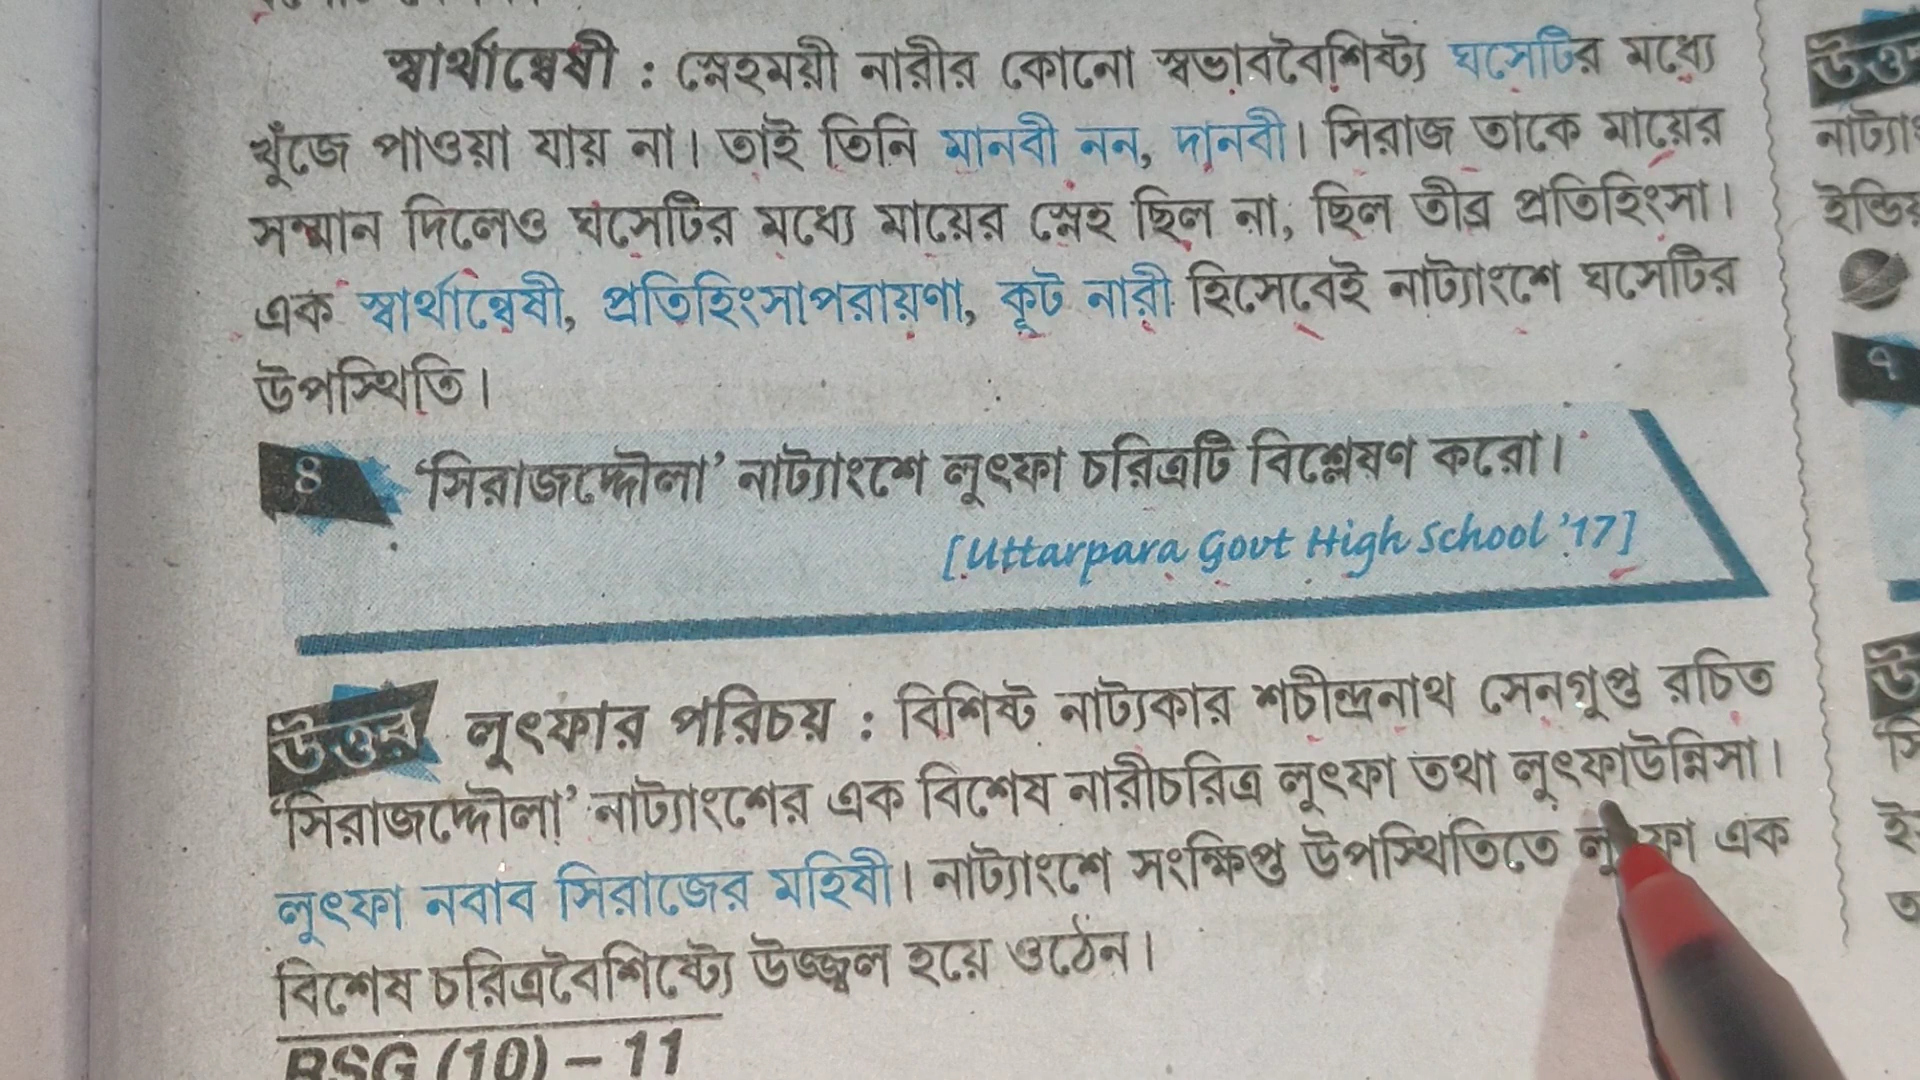 স্বার্থান্বেষী : স্নেহময়ী নারীর কোনো স্বভাববৈশিষ্ট্য ঘসেটির মধ্যে
খুঁজে পাওয়া যায় না। তাই তিনি মানবী নন, দানবী। সিরাজ তাকে মায়ের
সম্মান দিলেও ঘসেটির মধ্যে মায়ের স্নেহ ছিল না, ছিল তীব্র প্রতিহিংসা।
এক স্বার্থান্বেষী, প্রতিহিংসাপরায়ণা, কূট নারী হিসেবেই নাট্যাংশে ঘসেটির
উপস্থিতি।
৪ 'সিরাজদ্দৌলা' নাট্যাংশে লুৎফা চরিত্রটি বিশ্লেষণ করো।
[Uttarpara Govt High School '17]
উত্তর লুৎফার পরিচয় : বিশিষ্ট নাট্যকার শচীন্দ্রনাথ সেনগুপ্ত রচিত
'সিরাজদ্দৌলা' নাট্যাংশের এক বিশেষ নারীচরিত্র লুৎফা তথা লুৎফাউন্নিসা।
লুৎফা নবাব সিরাজের মহিষী। নাট্যাংশে সংক্ষিপ্ত উপস্থিতিতে এক
বিশেষ চরিত্রবৈশিষ্ট্যে উজ্জ্বল হয়ে ওঠেন।
BSG (10) – 11
৭